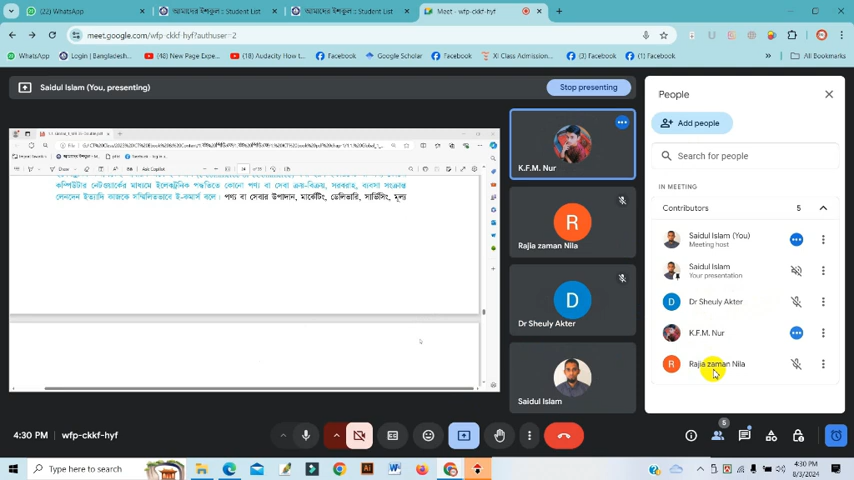 (22) WhatsApp
আমাদের ইশকুল :: Student List
আমাদের ইশকুল :: Student List
Meet - wfp-ckkf-hyf
meet.google.com/wfp-ckkf-hyf?authuser=2
WhatsApp
Login | Bangladesh...
(48) New Page Expe...
(18) Audacity How t...
Facebook
Google Scholar
Facebook
XI Class Admission...
(3) Facebook
(1) Facebook
»
All Bookmarks
Saidul Islam (You, presenting)
Stop presenting
কম্পিউটার নেটওয়ার্কের মাধ্যমে ইলেক্ট্রনিক পদ্ধতিতে কোনো পণ্য বা সেবা ক্রয়-বিক্রয়, সরবরাহ, ব্যবসা সংক্রান্ত
লেনদেন ইত্যাদি কাজকে সম্মিলিতভাবে ই-কমার্স বলে। পণ্য বা সেবার উপাদান, মার্কেটিং, ডেলিভারি, সার্ভিসিং, মূল্য
K.F.M. Nur
R
Rajia zaman Nila
D
Dr Sheuly Akter
Saidul Islam
People
Add people
Search for people
IN MEETING
Contributors
5
Saidul Islam (You)
Meeting host
Saidul Islam
Your presentation
D
Dr Sheuly Akter
K.F.M. Nur
R
Rajia zaman Nila
4:30 PM
wfp-ckkf-hyf
5
Type here to search
4:30 PM
8/3/2024